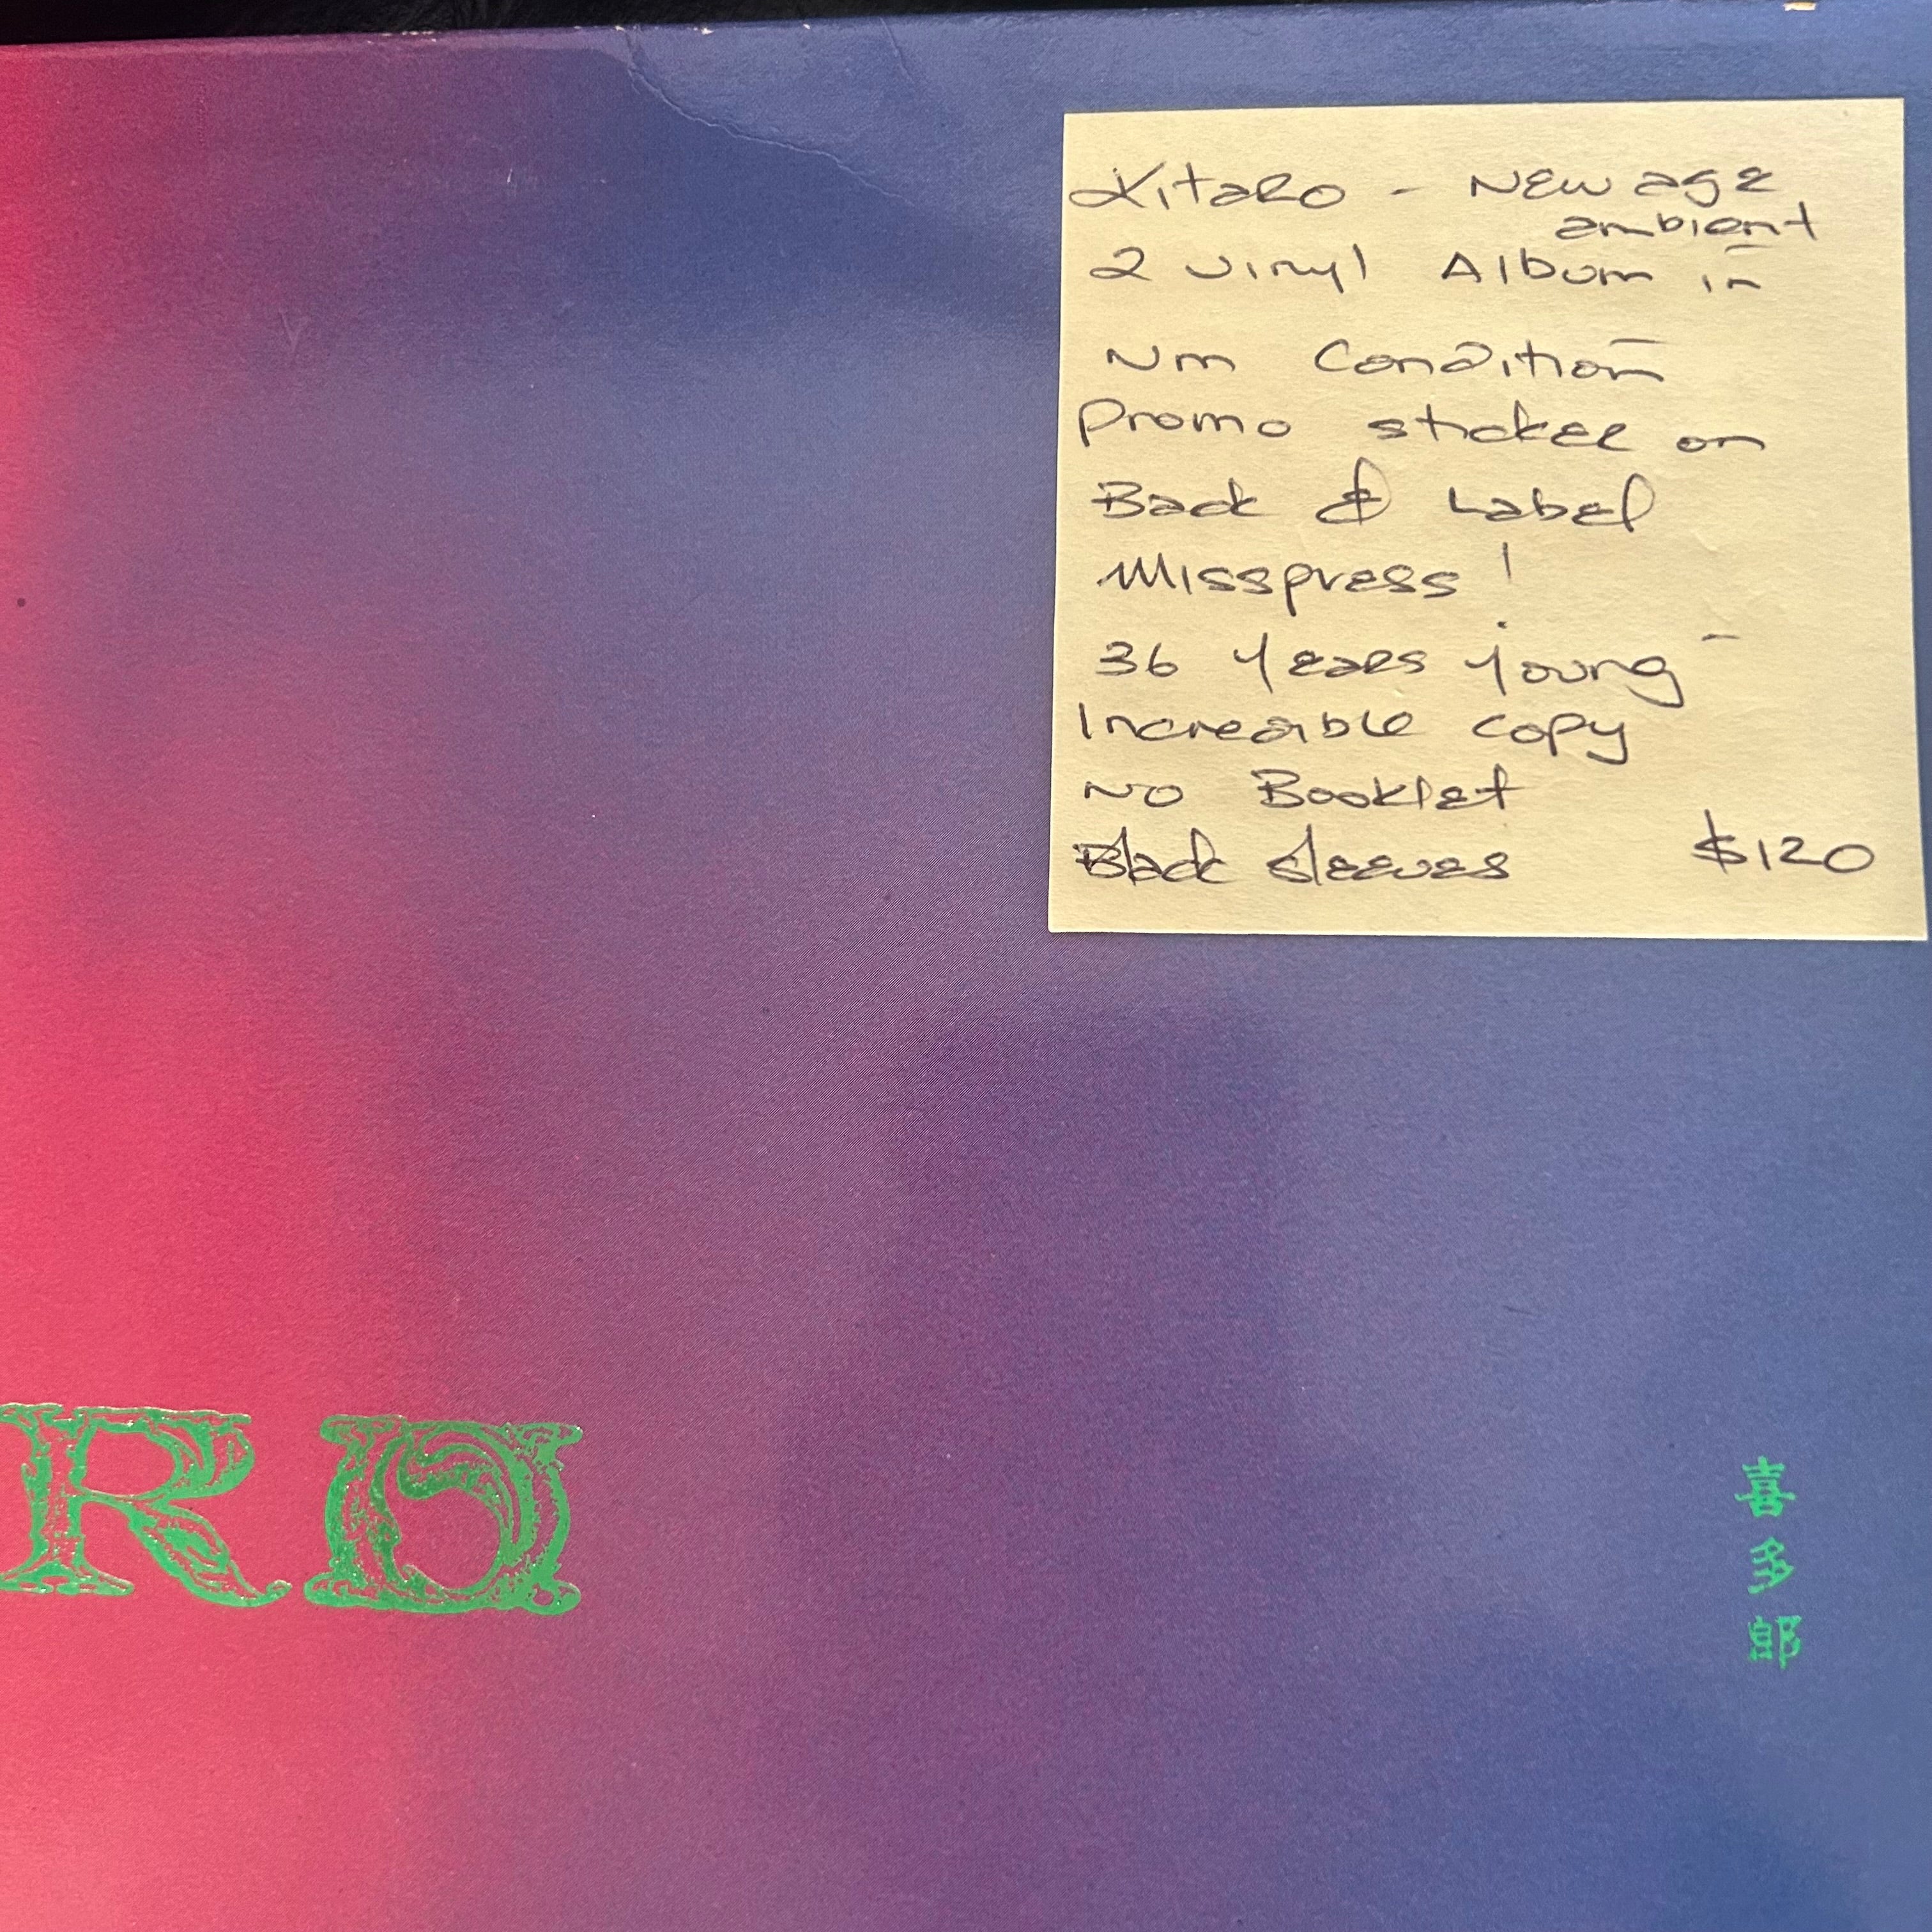 Kitaro - New age
ambient
2 vinyl Album in
Nm Condition
Promo sticker on
Back & Label
Misspress!
36 Years Young
Incredible Copy
No Booklet
Black sleeves $120
RO
喜多郎